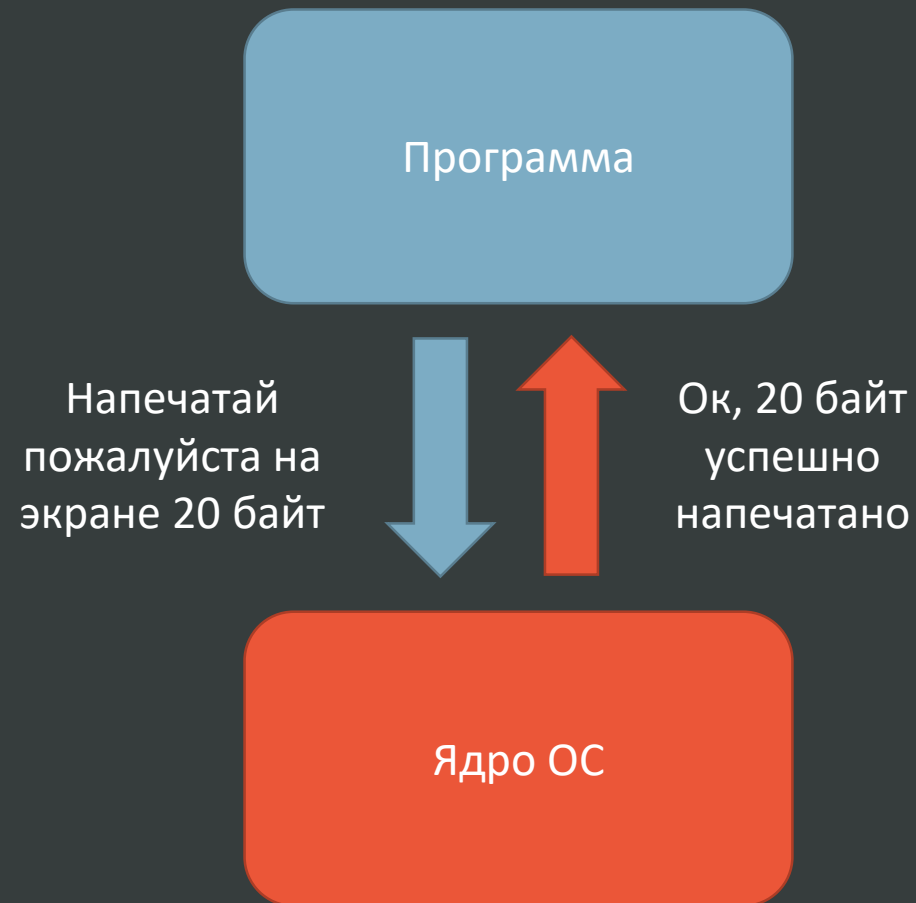 Программа
Напечатай
пожалуйста на
экране 20 байт
Ок, 20 байт
успешно
напечатано
Ядро ОС